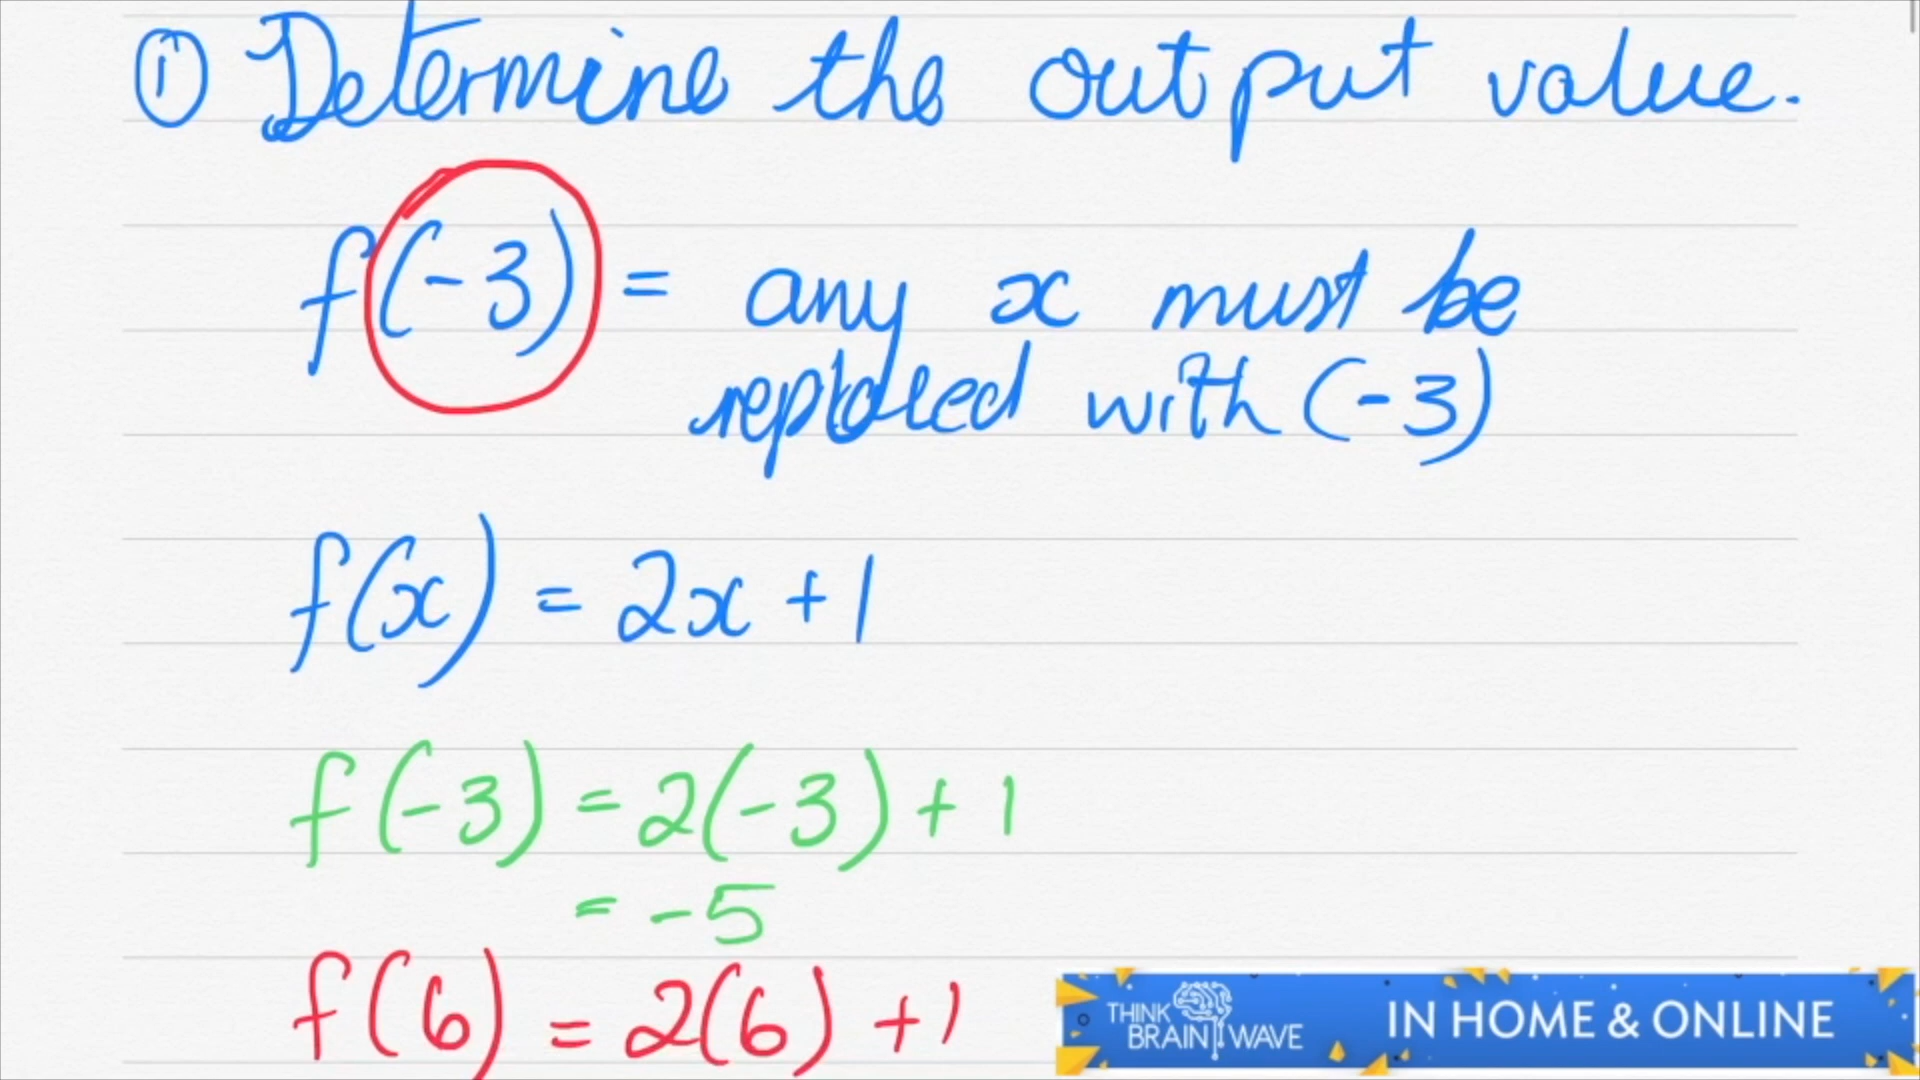 ① Determine the output value.
f(-3) = any x must be
replaced with (-3)
f(x) = 2x + 1
f(-3) = 2(-3) + 1
= -5
f(6) = 2(6) + 1
THINK
BRAIN WAVE
IN HOME & ONLINE